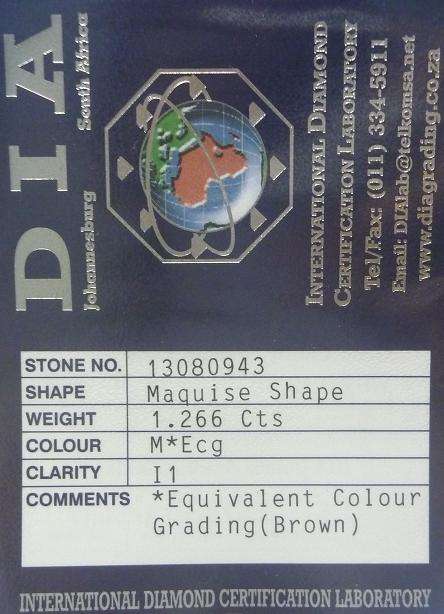 DIA
Johannesburg South Africa
INTERNATIONAL DIAMOND
CERTIFICATION LABORATORY
Tel/Fax: (011) 334-5911
Email: DIAlab@telkomsa.net
www.diagrading.co.za
STONE NO. 13080943
SHAPE Maquise Shape
WEIGHT 1.266 Cts
COLOUR M*Ecg
CLARITY I1
COMMENTS *Equivalent Colour
Grading(Brown)
INTERNATIONAL DIAMOND CERTIFICATION LABORATORY